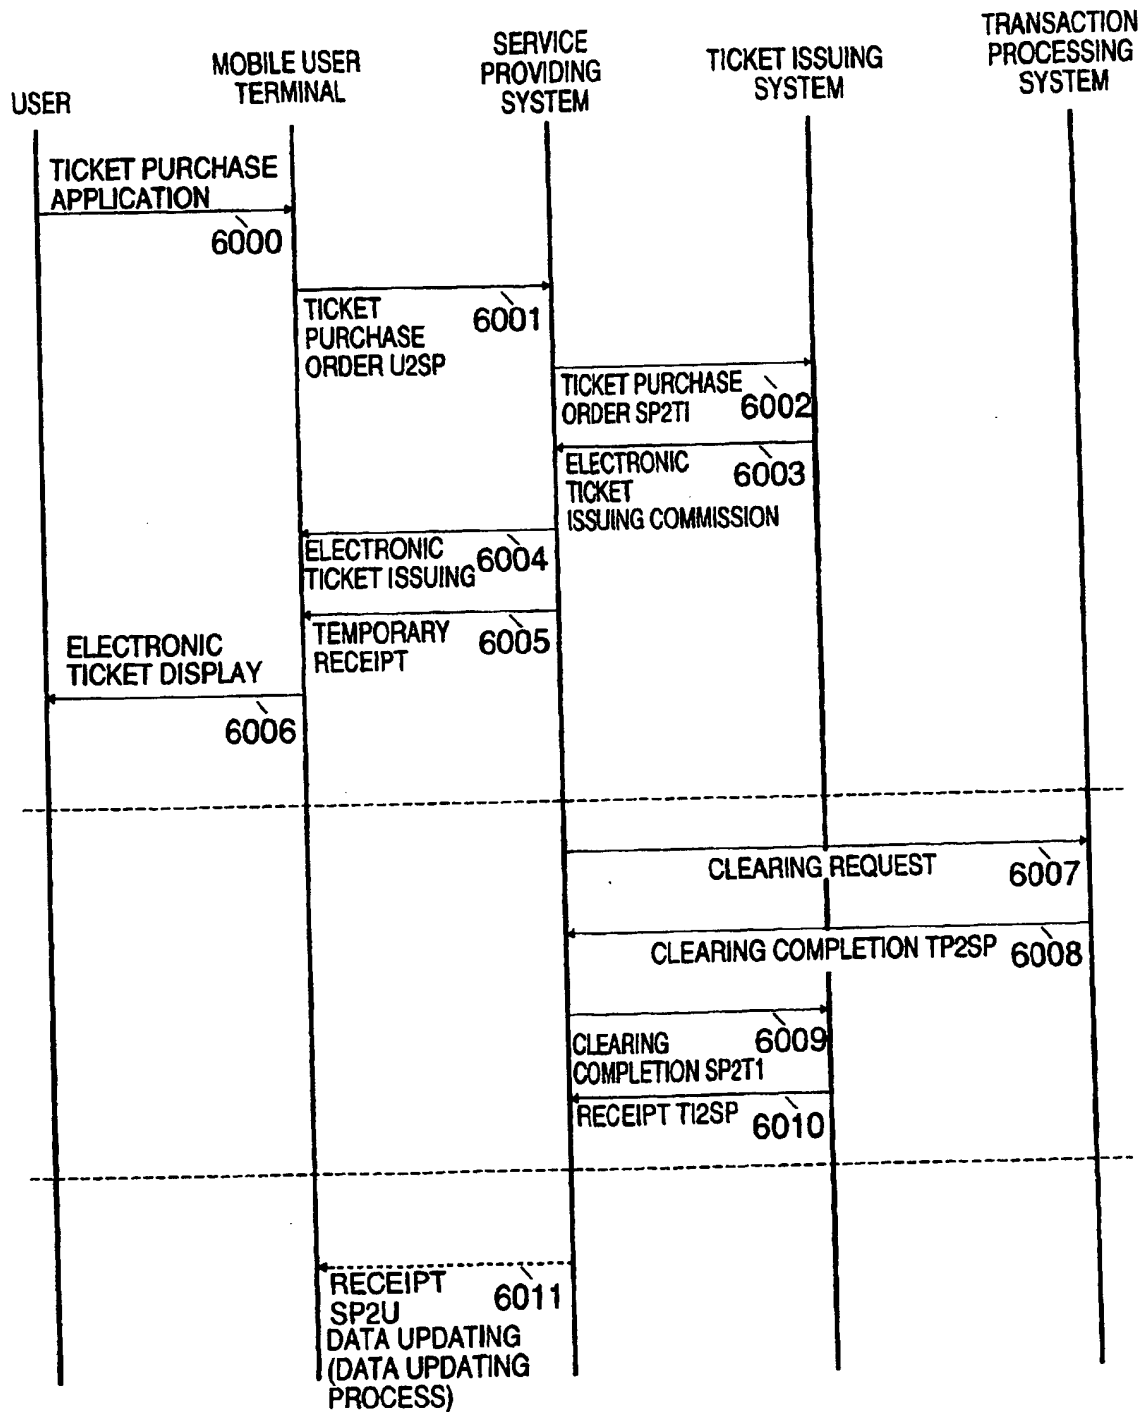 USER
MOBILE USER
TERMINAL
SERVICE
PROVIDING
SYSTEM
TICKET ISSUING
SYSTEM
TRANSACTION
PROCESSING
SYSTEM
TICKET PURCHASE
APPLICATION
6000
TICKET
PURCHASE
ORDER U2SP
6001
TICKET PURCHASE
ORDER SP2TI
6002
ELECTRONIC
TICKET
ISSUING COMMISSION
6003
ELECTRONIC
TICKET ISSUING
6004
TEMPORARY
RECEIPT
6005
ELECTRONIC
TICKET DISPLAY
6006
CLEARING REQUEST
6007
CLEARING COMPLETION TP2SP
6008
CLEARING
COMPLETION SP2T1
6009
RECEIPT TI2SP
6010
RECEIPT
SP2U
DATA UPDATING
(DATA UPDATING
PROCESS)
6011